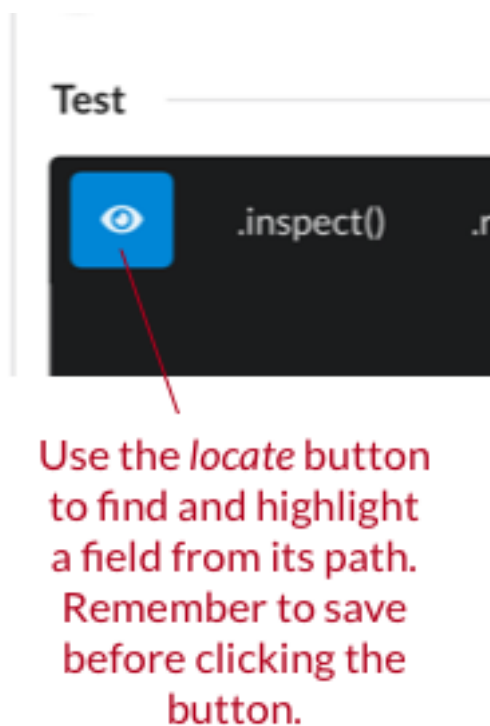 Test
.inspect()
Use the locate button
to find and highlight
a field from its path.
Remember to save
before clicking the
button.